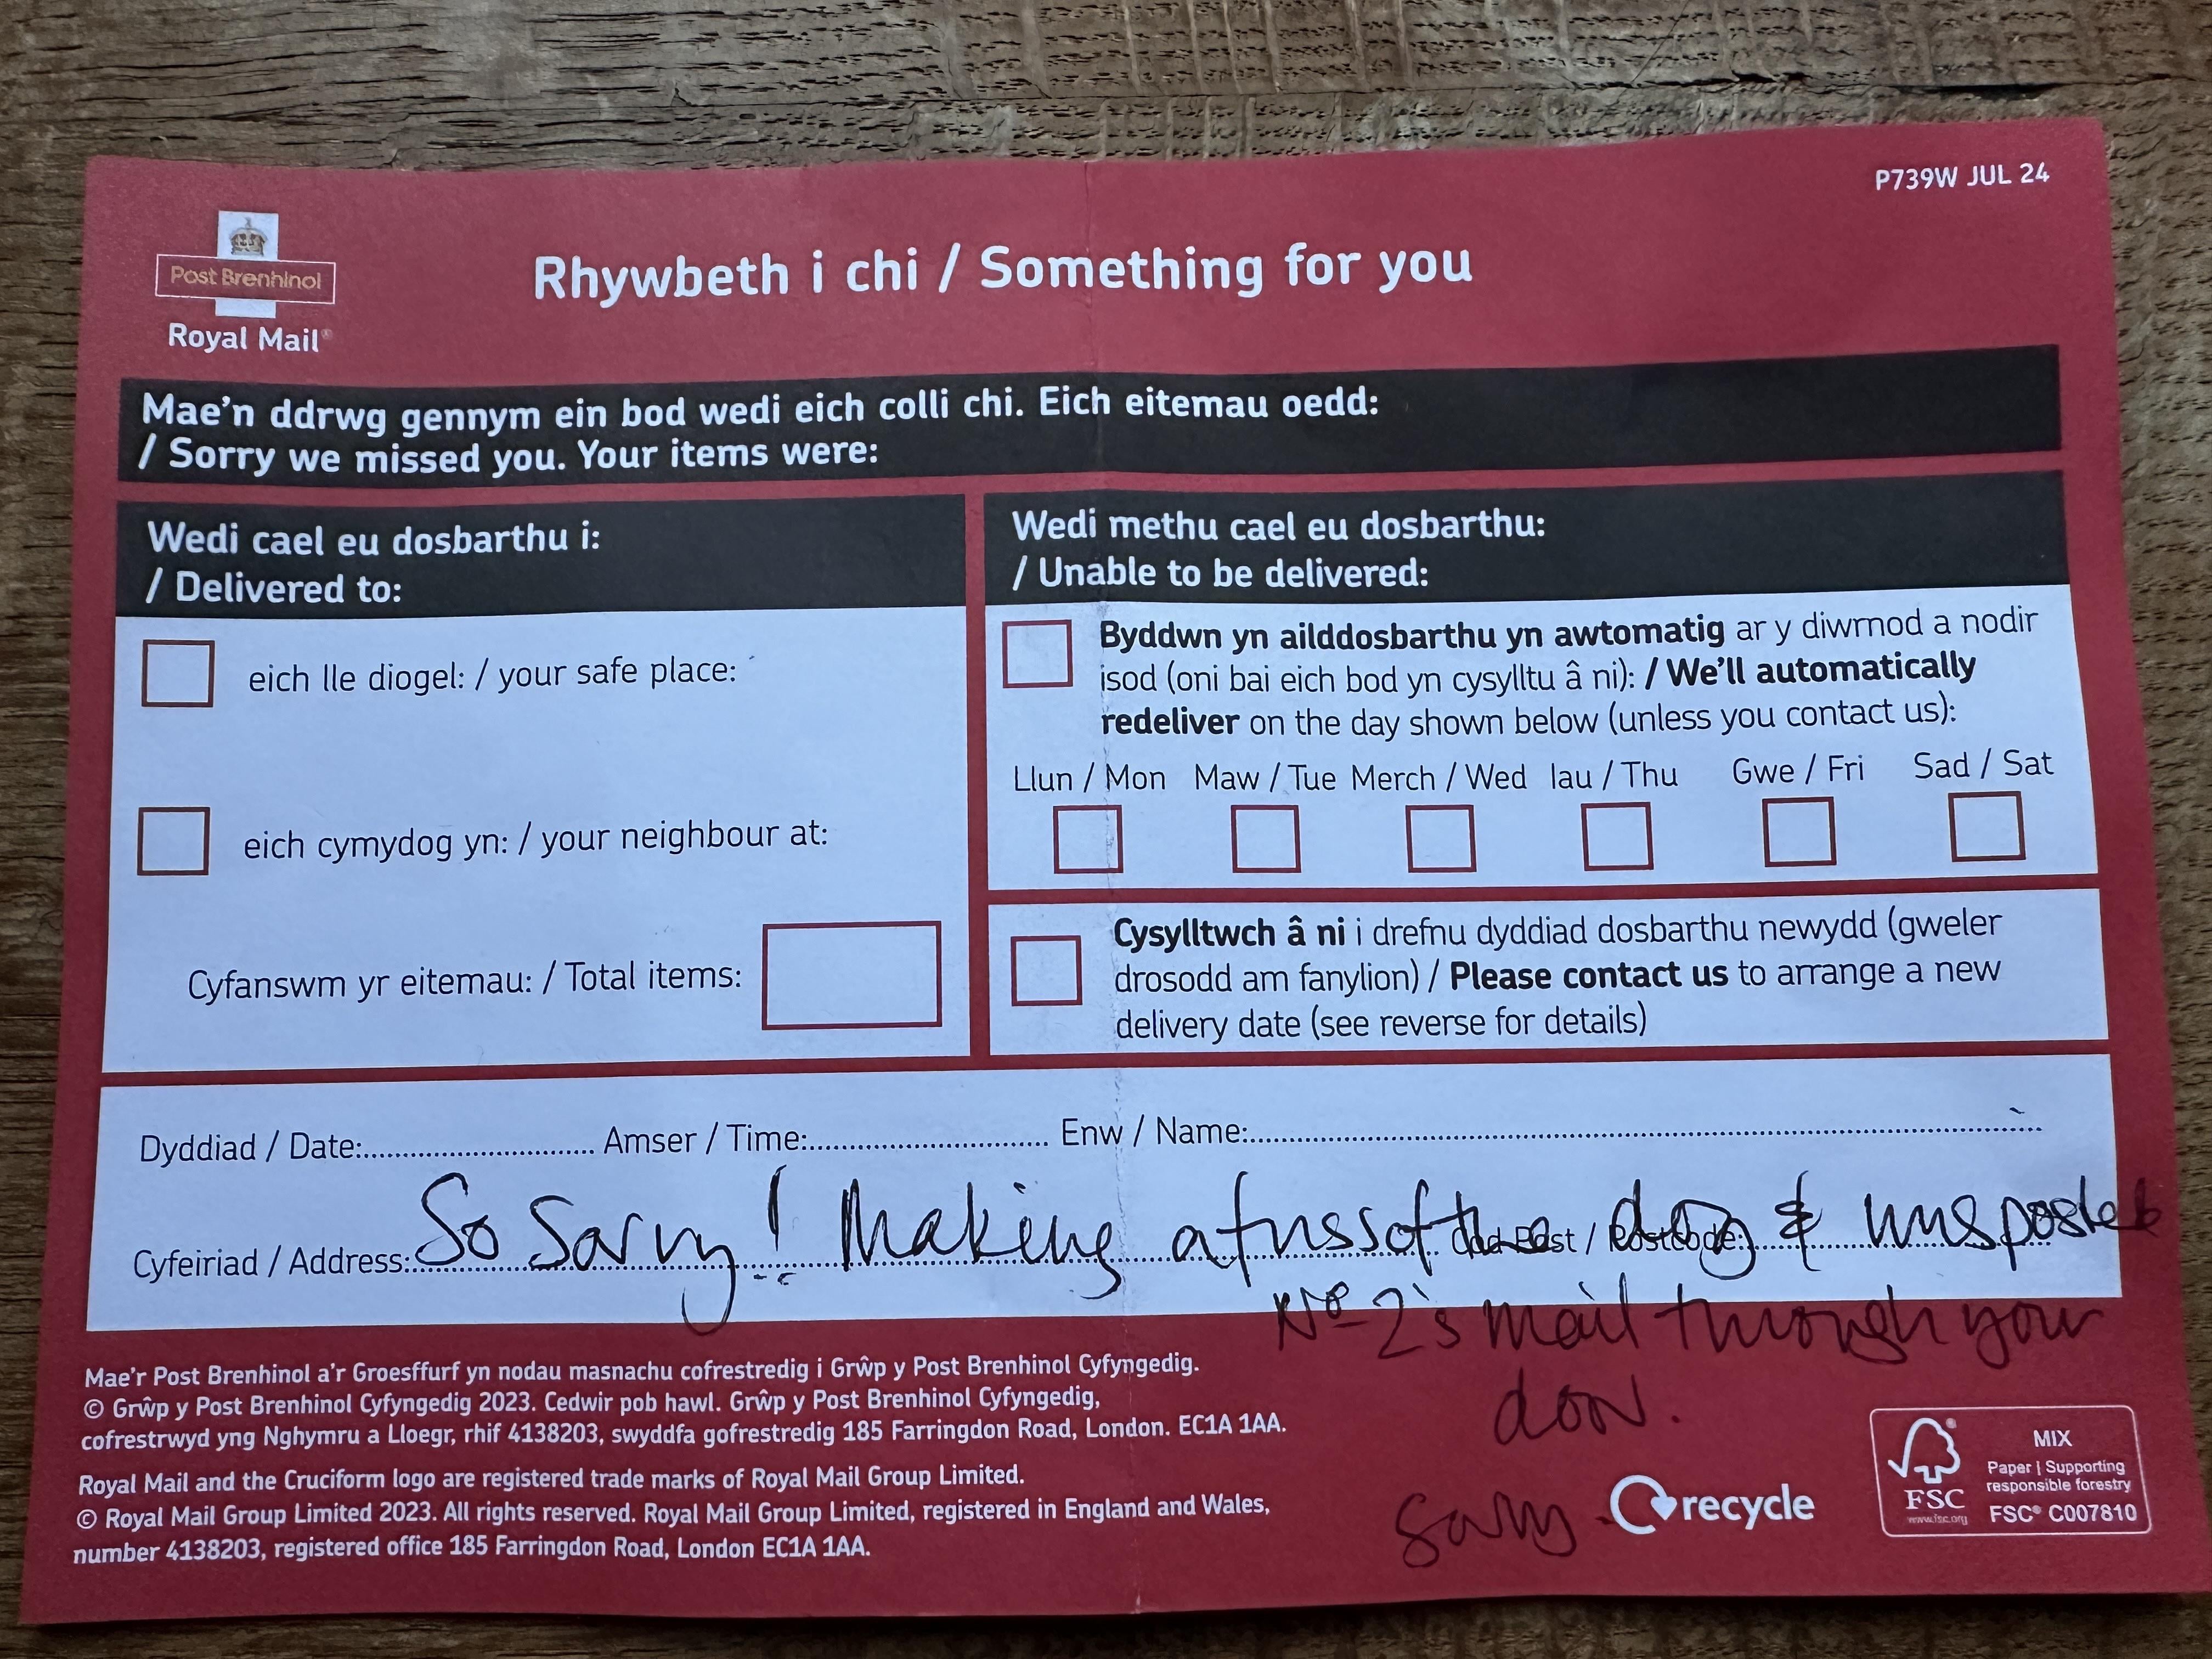 P739W JUL 24
Post Brenhinol
Royal Mail®
Rhywbeth i chi / Something for you
Mae'n ddrwg gennym ein bod wedi eich colli chi. Eich eitemau oedd:
/ Sorry we missed you. Your items were:
Wedi cael eu dosbarthu i:
/ Delivered to:
eich lle diogel: / your safe place:
eich cymydog yn: / your neighbour at:
Cyfanswm yr eitemau: / Total items:
Wedi methu cael eu dosbarthu:
/ Unable to be delivered:
Byddwn yn ailddosbarthu yn awtomatig ar y diwrnod a nodir
isod (oni bai eich bod yn cysylltu â ni): / We'll automatically
redeliver on the day shown below (unless you contact us):
Llun / Mon Maw / Tue Merch / Wed Iau / Thu Gwe / Fri Sad / Sat
Cysylltwch â ni i drefnu dyddiad dosbarthu newydd (gweler
drosodd am fanylion) / Please contact us to arrange a new
delivery date (see reverse for details)
Dyddiad / Date: Amser / Time: Enw / Name:
Cyfeiriad / Address: Cod Post / Postcode:
So Sorry! Making a fuss of the dog & misposted
No 2's mail through your
door.
Sorry.
Mae'r Post Brenhinol a'r Groesffurf yn nodau masnachu cofrestredig i Grŵp y Post Brenhinol Cyfyngedig.
© Grŵp y Post Brenhinol Cyfyngedig 2023. Cedwir pob hawl. Grŵp y Post Brenhinol Cyfyngedig,
cofrestrwyd yng Nghymru a Lloegr, rhif 4138203, swyddfa gofrestredig 185 Farringdon Road, London. EC1A 1AA.
Royal Mail and the Cruciform logo are registered trade marks of Royal Mail Group Limited.
© Royal Mail Group Limited 2023. All rights reserved. Royal Mail Group Limited, registered in England and Wales,
number 4138203, registered office 185 Farringdon Road, London EC1A 1AA.
recycle
FSC
www.fsc.org
MIX
Paper | Supporting
responsible forestry
FSC® C007810